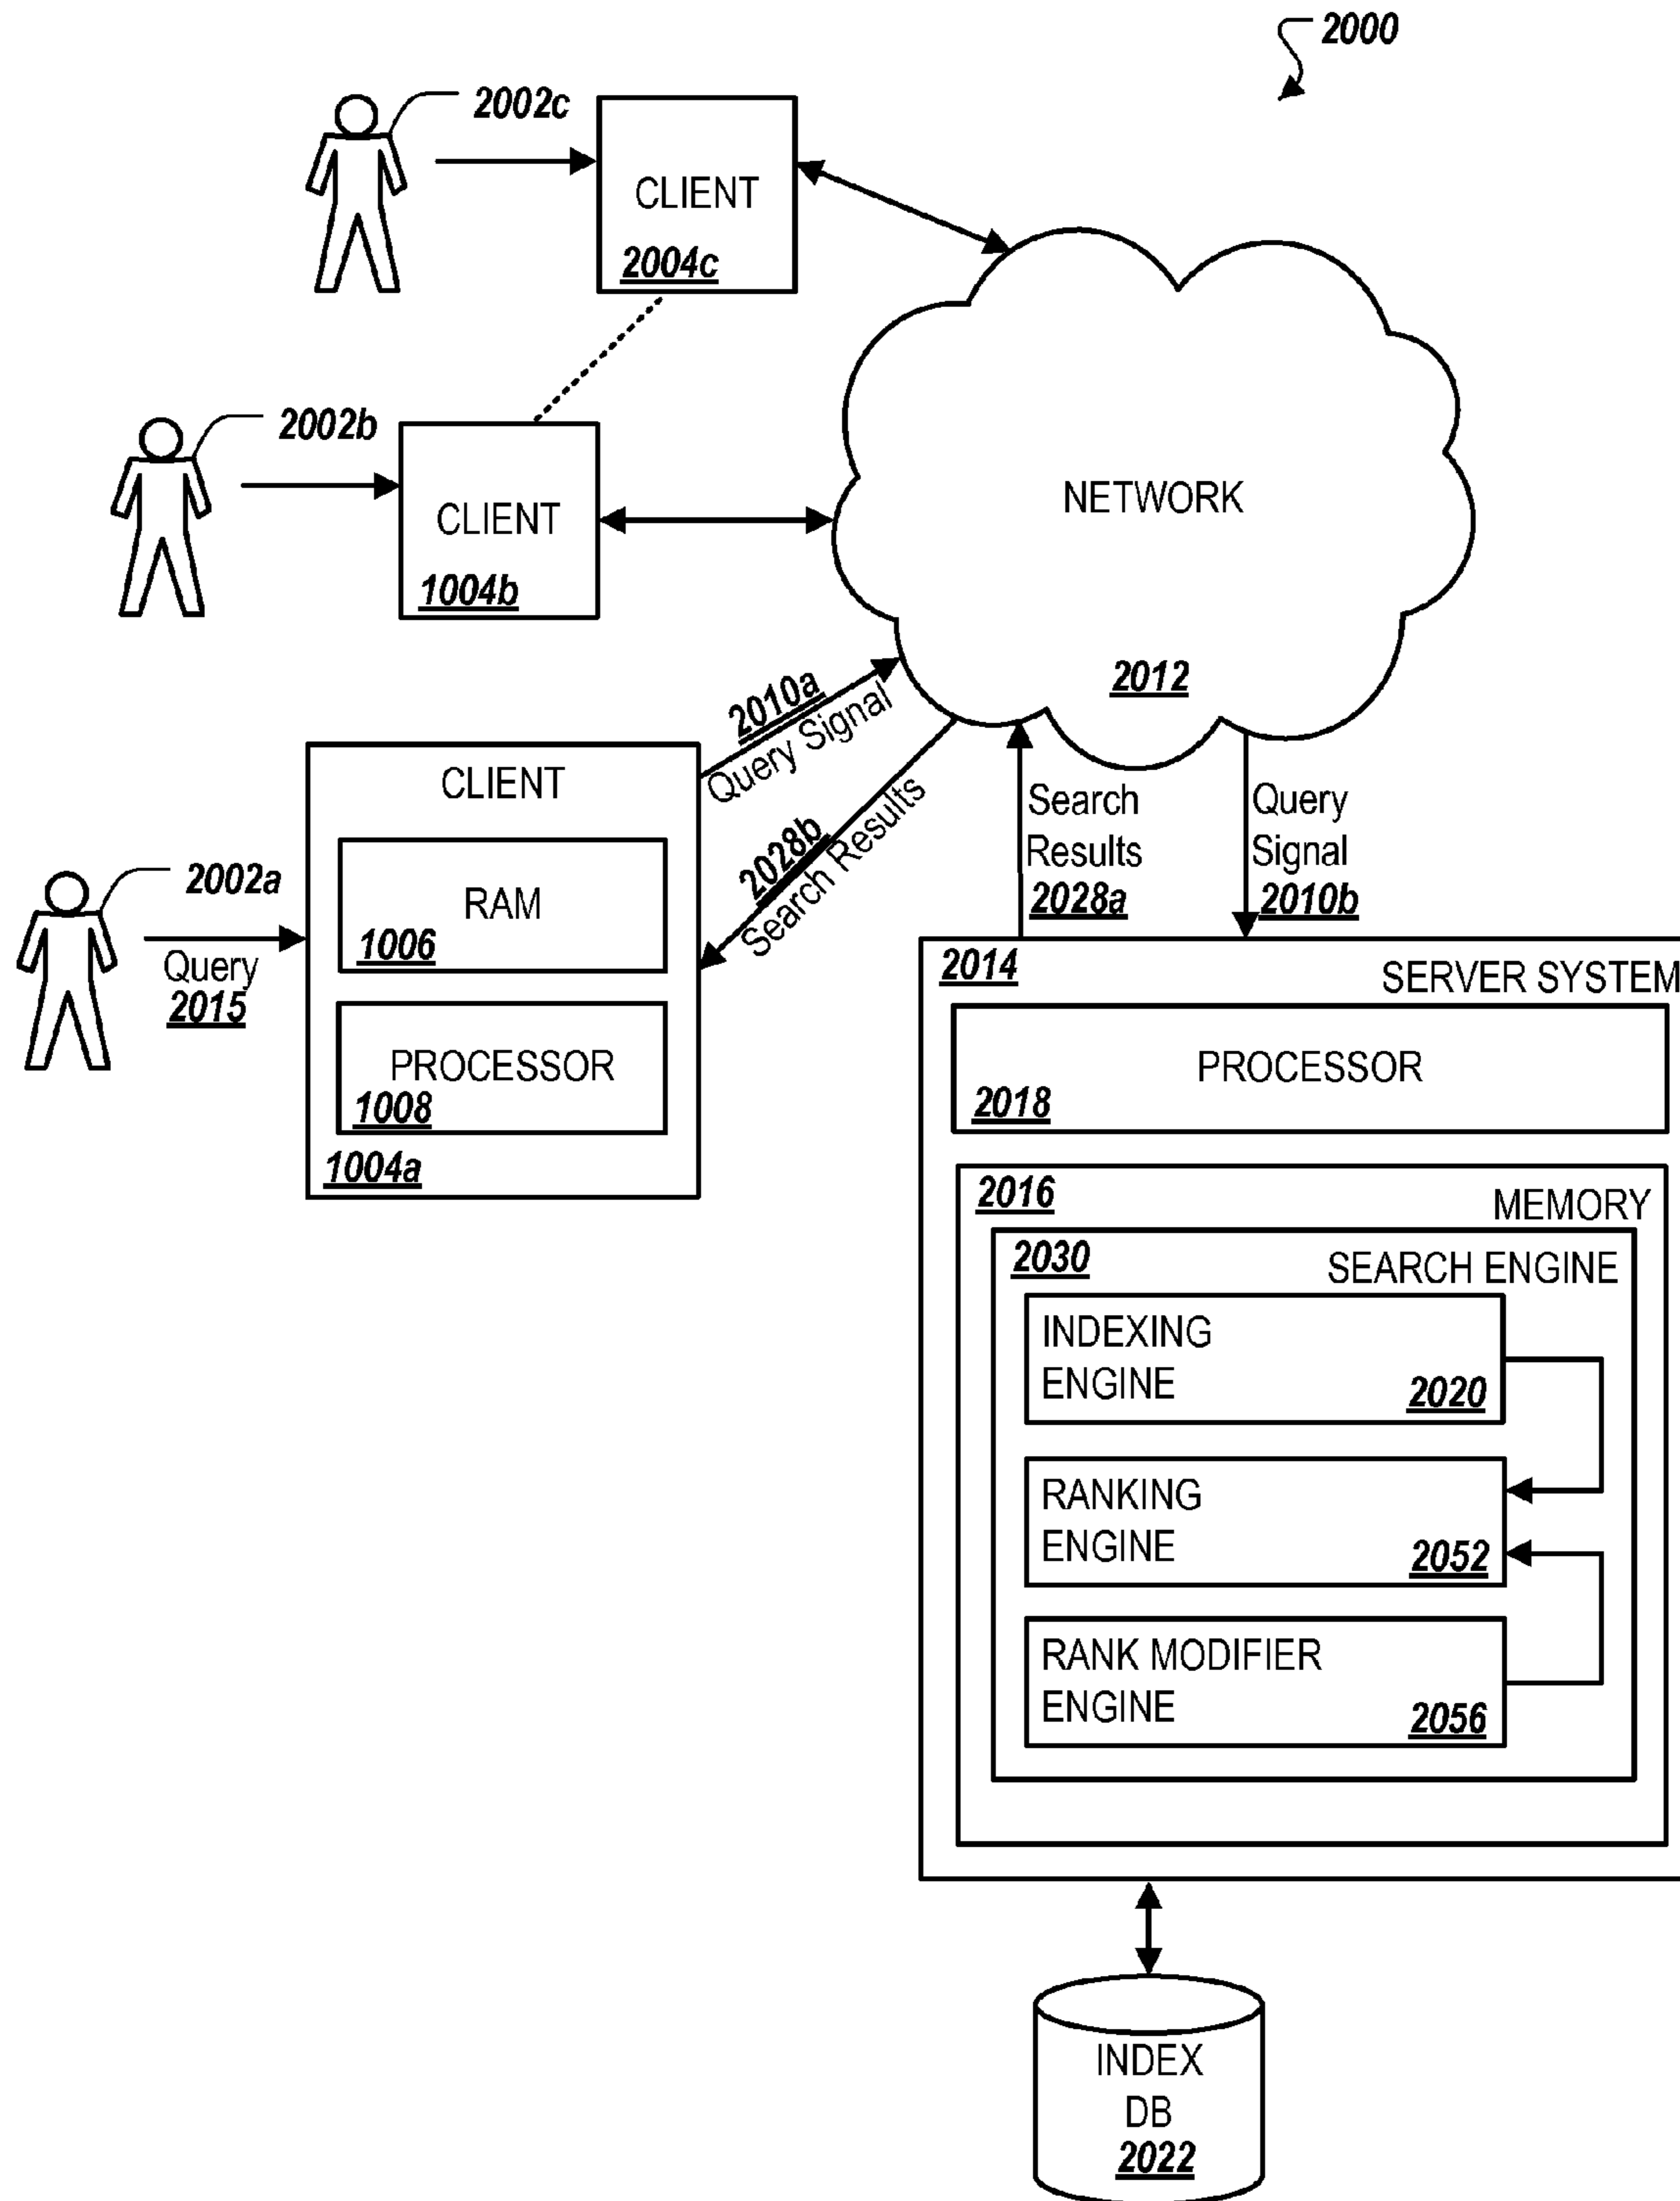 2000
2002c
CLIENT
2004c
2002b
CLIENT
1004b
NETWORK
2012
2010a
Query Signal
2028b
Search Results
CLIENT
RAM
1006
PROCESSOR
1008
1004a
2002a
Query
2015
Search
Results
2028a
Query
Signal
2010b
2014
SERVER SYSTEM
PROCESSOR
2018
2016
MEMORY
2030
SEARCH ENGINE
INDEXING
ENGINE
2020
RANKING
ENGINE
2052
RANK MODIFIER
ENGINE
2056
INDEX
DB
2022